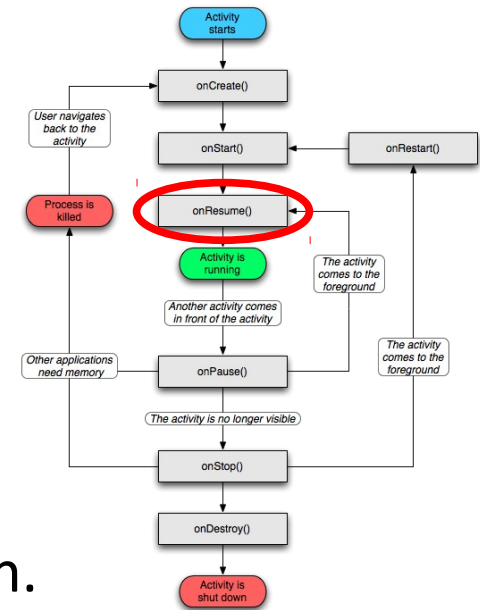 Activity
starts
onCreate()
User navigates
back to the
activity
onStart()
onRestart()
Process is
killed
onResume()
Activity is
running
The activity
comes to the
foreground
Another activity comes
in front of the activity
The activity
comes to the
foreground
Other applications
need memory
onPause()
The activity is no longer visible
onStop()
onDestroy()
n.
Activity is
shut down